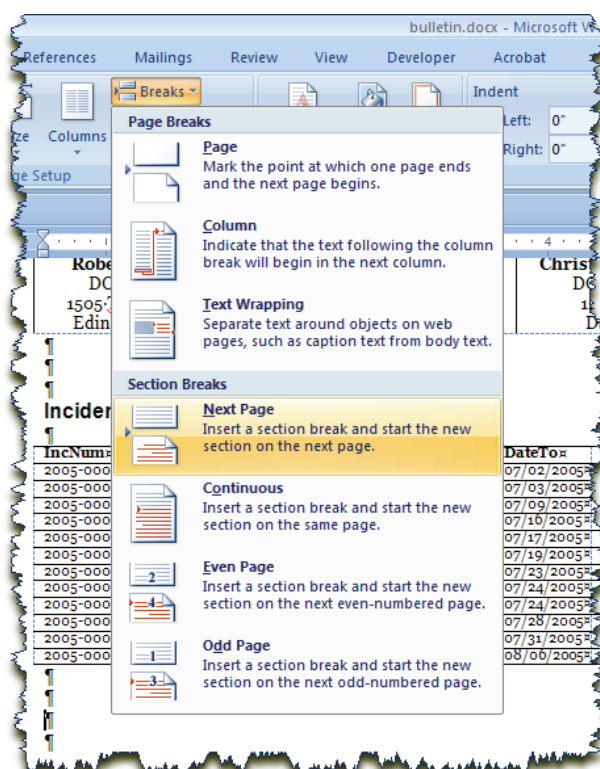 bulletin.docx - Microsoft W
References Mailings Review View Developer Acrobat
Breaks Indent
ze Columns Left: 0"
Right: 0"
ge Setup
Page Breaks
Page
Mark the point at which one page ends
and the next page begins.
Column
Indicate that the text following the column
break will begin in the next column.
Text Wrapping
Separate text around objects on web
pages, such as caption text from body text.
Section Breaks
Next Page
Insert a section break and start the new
section on the next page.
Continuous
Insert a section break and start the new
section on the same page.
Even Page
Insert a section break and start the new
section on the next even-numbered page.
Odd Page
Insert a section break and start the new
section on the next odd-numbered page.
4
Robe Christ
DO DO
1505
Edin D
¶
¶
¶
Inciden
¶
IncNum¤ DateTo¤
2005-000 07/02/2005¤
2005-000 07/03/2005¤
2005-000 07/09/2005¤
2005-000 07/16/2005¤
2005-000 07/17/2005¤
2005-000 07/19/2005¤
2005-000 07/23/2005¤
2005-000 07/24/2005¤
2005-000 07/24/2005¤
2005-000 07/28/2005¤
2005-000 07/31/2005¤
2005-000 08/06/2005¤
¶
¶
¶
¶